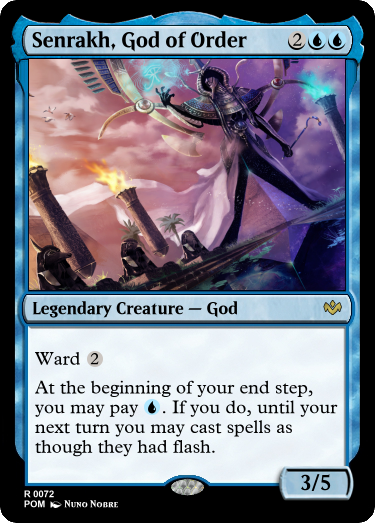 Senrakh, God of Order 2
Legendary Creature — God
Ward 2
At the beginning of your end step,
you may pay . If you do, until your
next turn you may cast spells as
though they had flash.
3/5
R 0072
POM Nuno Nobre